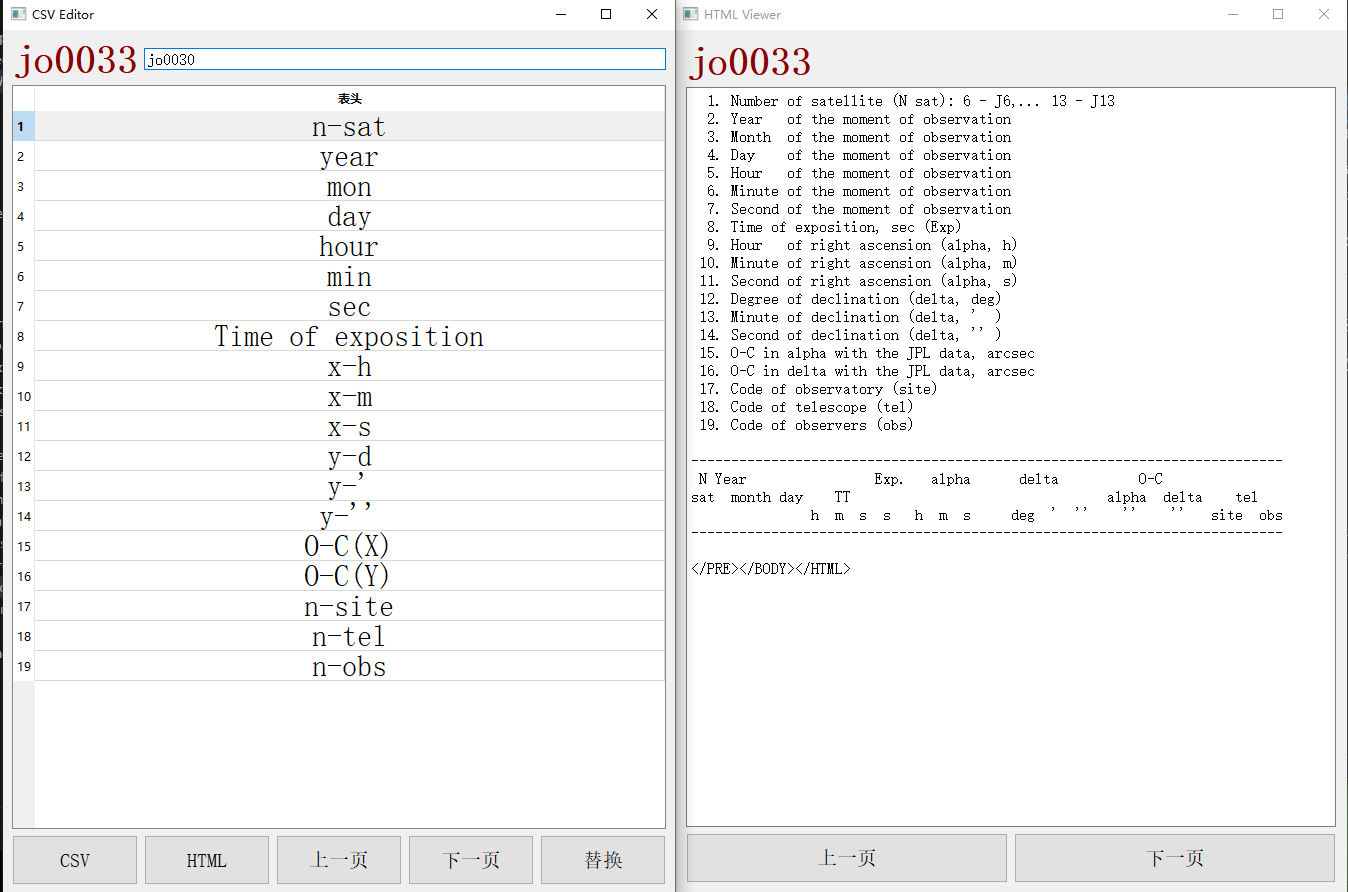 CSV Editor
jo0033 jo0030
表头
1 n-sat
2 year
3 mon
4 day
5 hour
6 min
7 sec
8 Time of exposition
9 x-h
10 x-m
11 x-s
12 y-d
13 y-'
14 y-''
15 O-C(X)
16 O-C(Y)
17 n-site
18 n-tel
19 n-obs
CSV HTML 上一页 下一页 替换
HTML Viewer
jo0033
1. Number of satellite (N sat): 6 - J6,... 13 - J13
2. Year   of the moment of observation
3. Month  of the moment of observation
4. Day    of the moment of observation
5. Hour   of the moment of observation
6. Minute of the moment of observation
7. Second of the moment of observation
8. Time of exposition, sec (Exp)
9. Hour   of right ascension (alpha, h)
10. Minute of right ascension (alpha, m)
11. Second of right ascension (alpha, s)
12. Degree of declination (delta, deg)
13. Minute of declination (delta, '  )
14. Second of declination (delta, '' )
15. O-C in alpha with the JPL data, arcsec
16. O-C in delta with the JPL data, arcsec
17. Code of observatory (site)
18. Code of telescope (tel)
19. Code of observers (obs)
--------------------------------------------------------------------------
N Year                Exp.   alpha      delta          O-C
sat  month day    TT                                alpha  delta    tel
h  m  s  s   h  m  s     deg  '  ''    ''    ''   site  obs
--------------------------------------------------------------------------
</PRE></BODY></HTML>
上一页 下一页